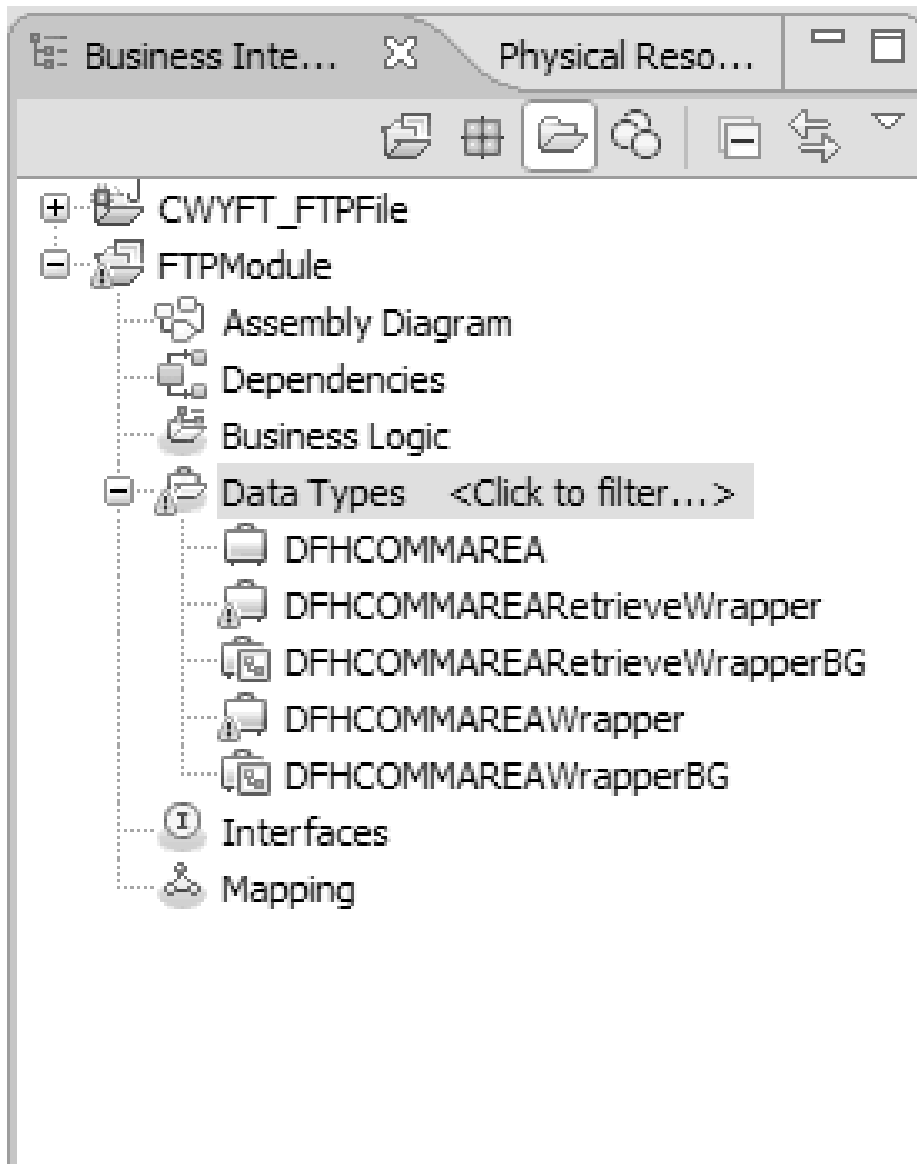 Business Inte... Physical Reso...
CWYFT_FTPFile
FTPModule
Assembly Diagram
Dependencies
Business Logic
Data Types <Click to filter...>
DFHCOMMAREA
DFHCOMMAREARetrieveWrapper
DFHCOMMAREARetrieveWrapperBG
DFHCOMMAREAWrapper
DFHCOMMAREAWrapperBG
Interfaces
Mapping